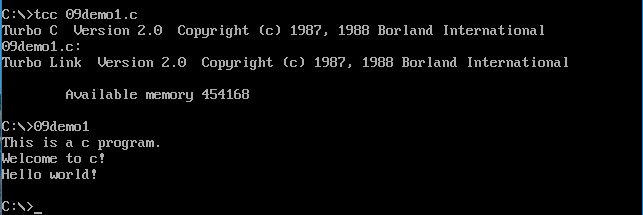 C:\>tcc 09demo1.c
Turbo C  Version 2.0  Copyright (c) 1987, 1988 Borland International
09demo1.c:
Turbo Link  Version 2.0  Copyright (c) 1987, 1988 Borland International
        Available memory 454168
C:\>09demo1
This is a c program.
Welcome to c!
Hello world!
C:\>_